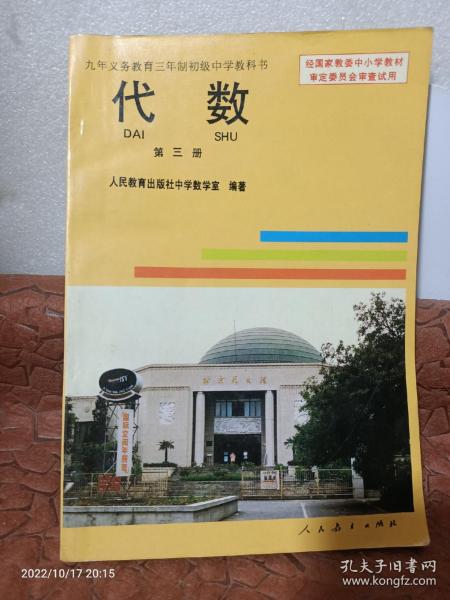 九年义务教育三年制初级中学教科书
经国家教委中小学教材
审定委员会审查试用
代数
DAI SHU
第三册
人民教育出版社中学数学室 编著
北京天文馆
人民教育出版社
2022/10/17 20:15
孔夫子旧书网
www.kongfz.com